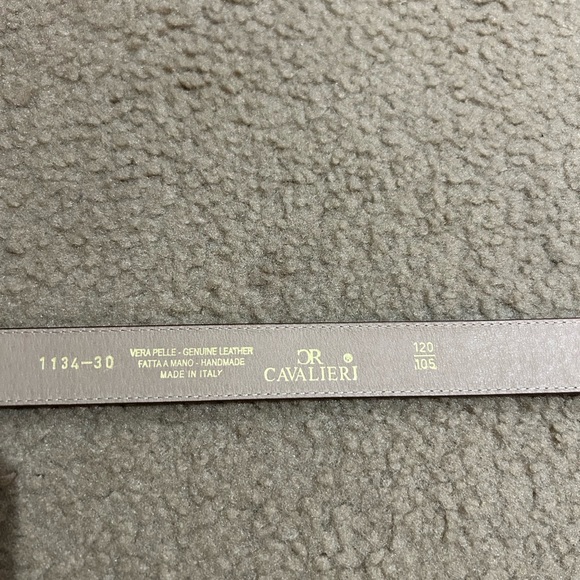 1134-30
VERA PELLE - GENUINE LEATHER
FATTA A MANO - HANDMADE
MADE IN ITALY
CR
CAVALIERI
®
120
105